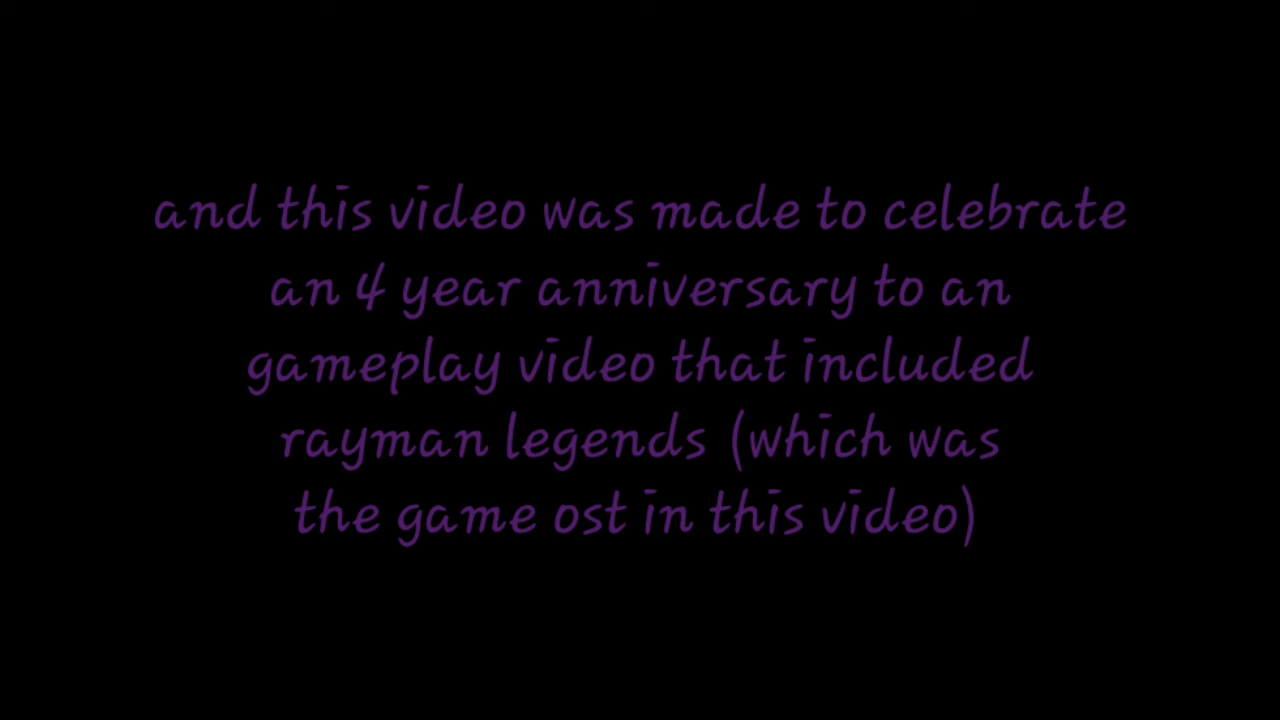 and this video was made to celebrate
an 4 year anniversary to an
gameplay video that included
rayman legends (which was
the game ost in this video)